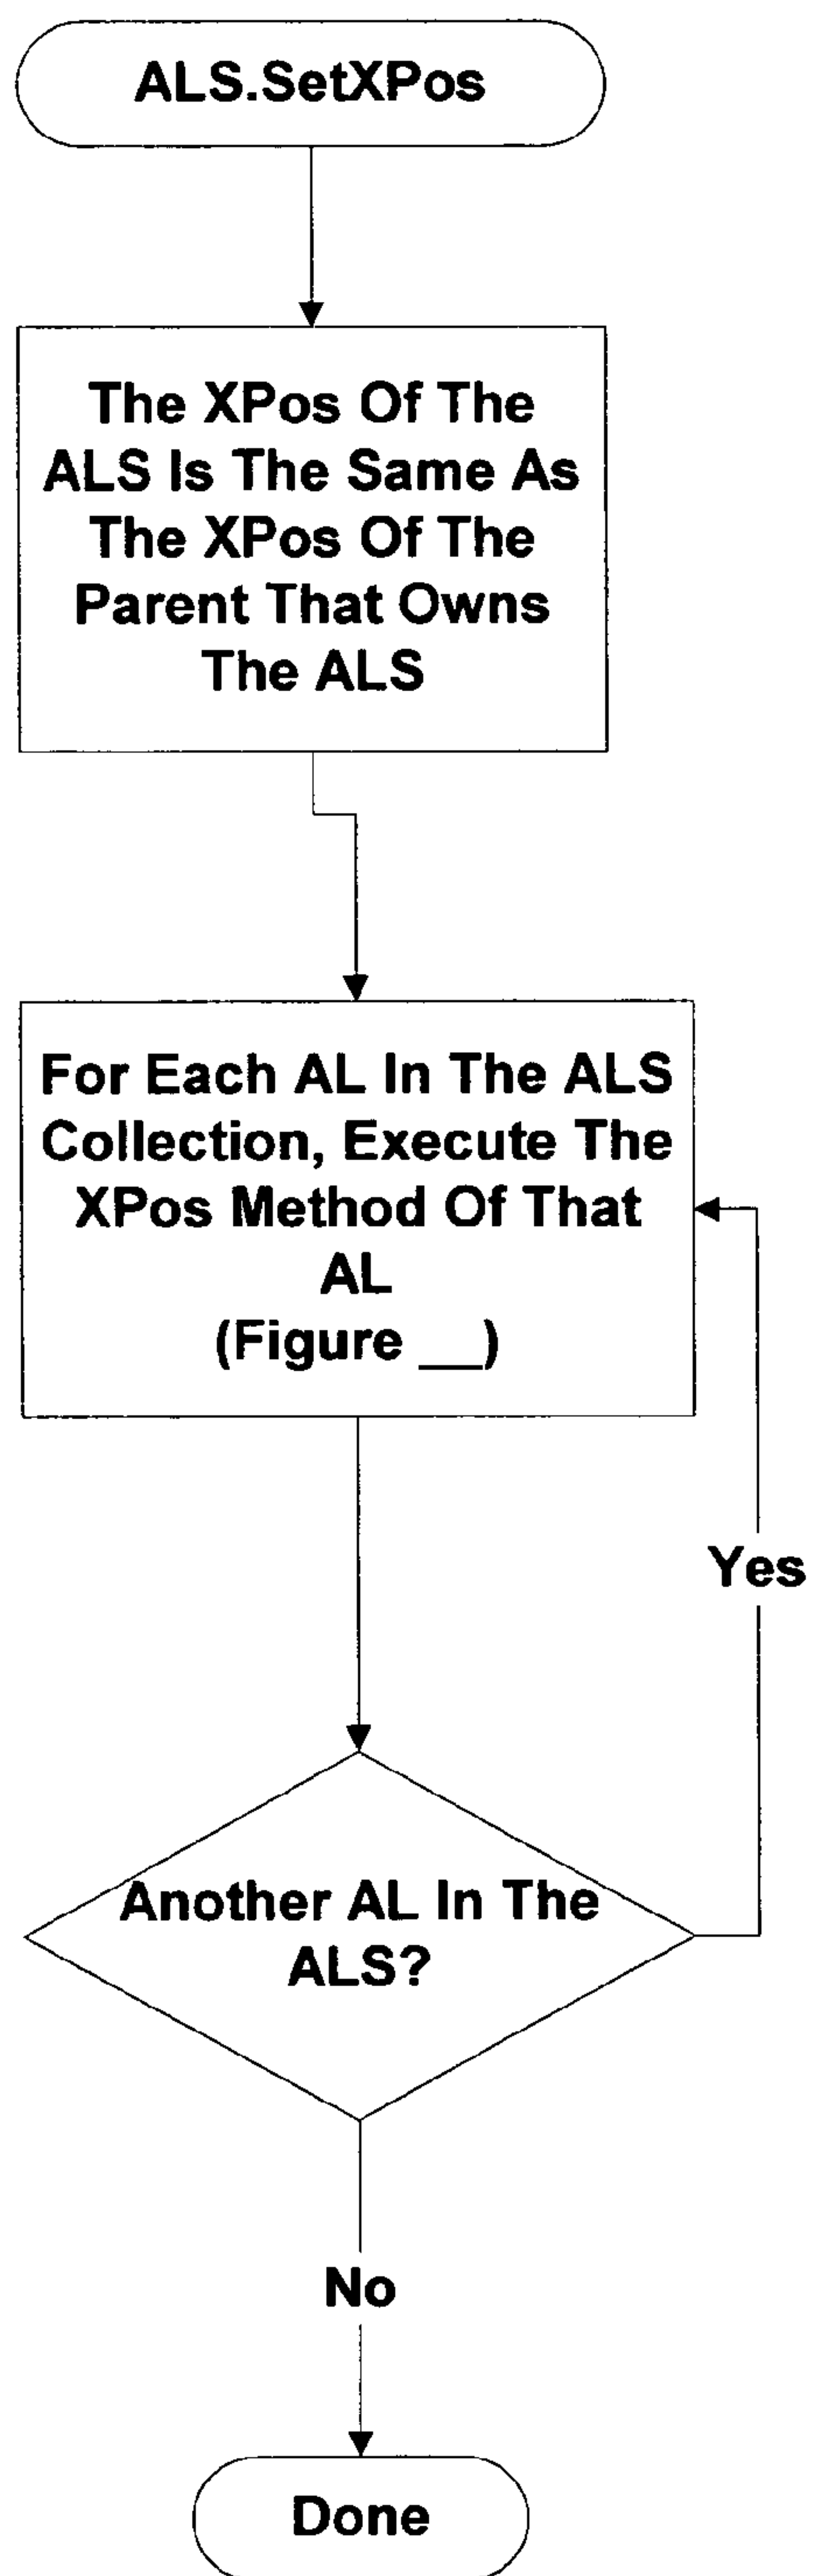 ALS.SetXPos
The XPos Of The
ALS Is The Same As
The XPos Of The
Parent That Owns
The ALS
For Each AL In The ALS
Collection, Execute The
XPos Method Of That
AL
(Figure __)
Yes
Another AL In The
ALS?
No
Done